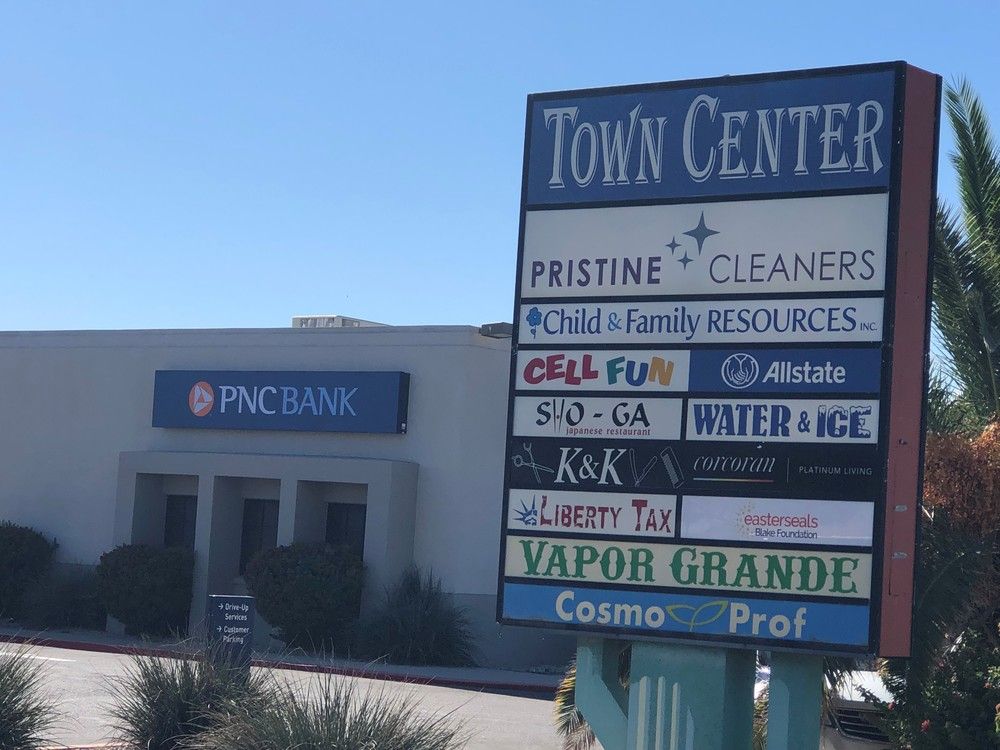 TOWN CENTER
PRISTINE CLEANERS
Child & Family RESOURCES INC.
CELL FUN
Allstate
SHO-GA
japanese restaurant
WATER & ICE
K&K
corcoran | PLATINUM LIVING
LIBERTY TAX
easterseals
Blake Foundation
VAPOR GRANDE
Cosmo Prof
PNC BANK
→ Drive-Up
Services
→ Customer
Parking